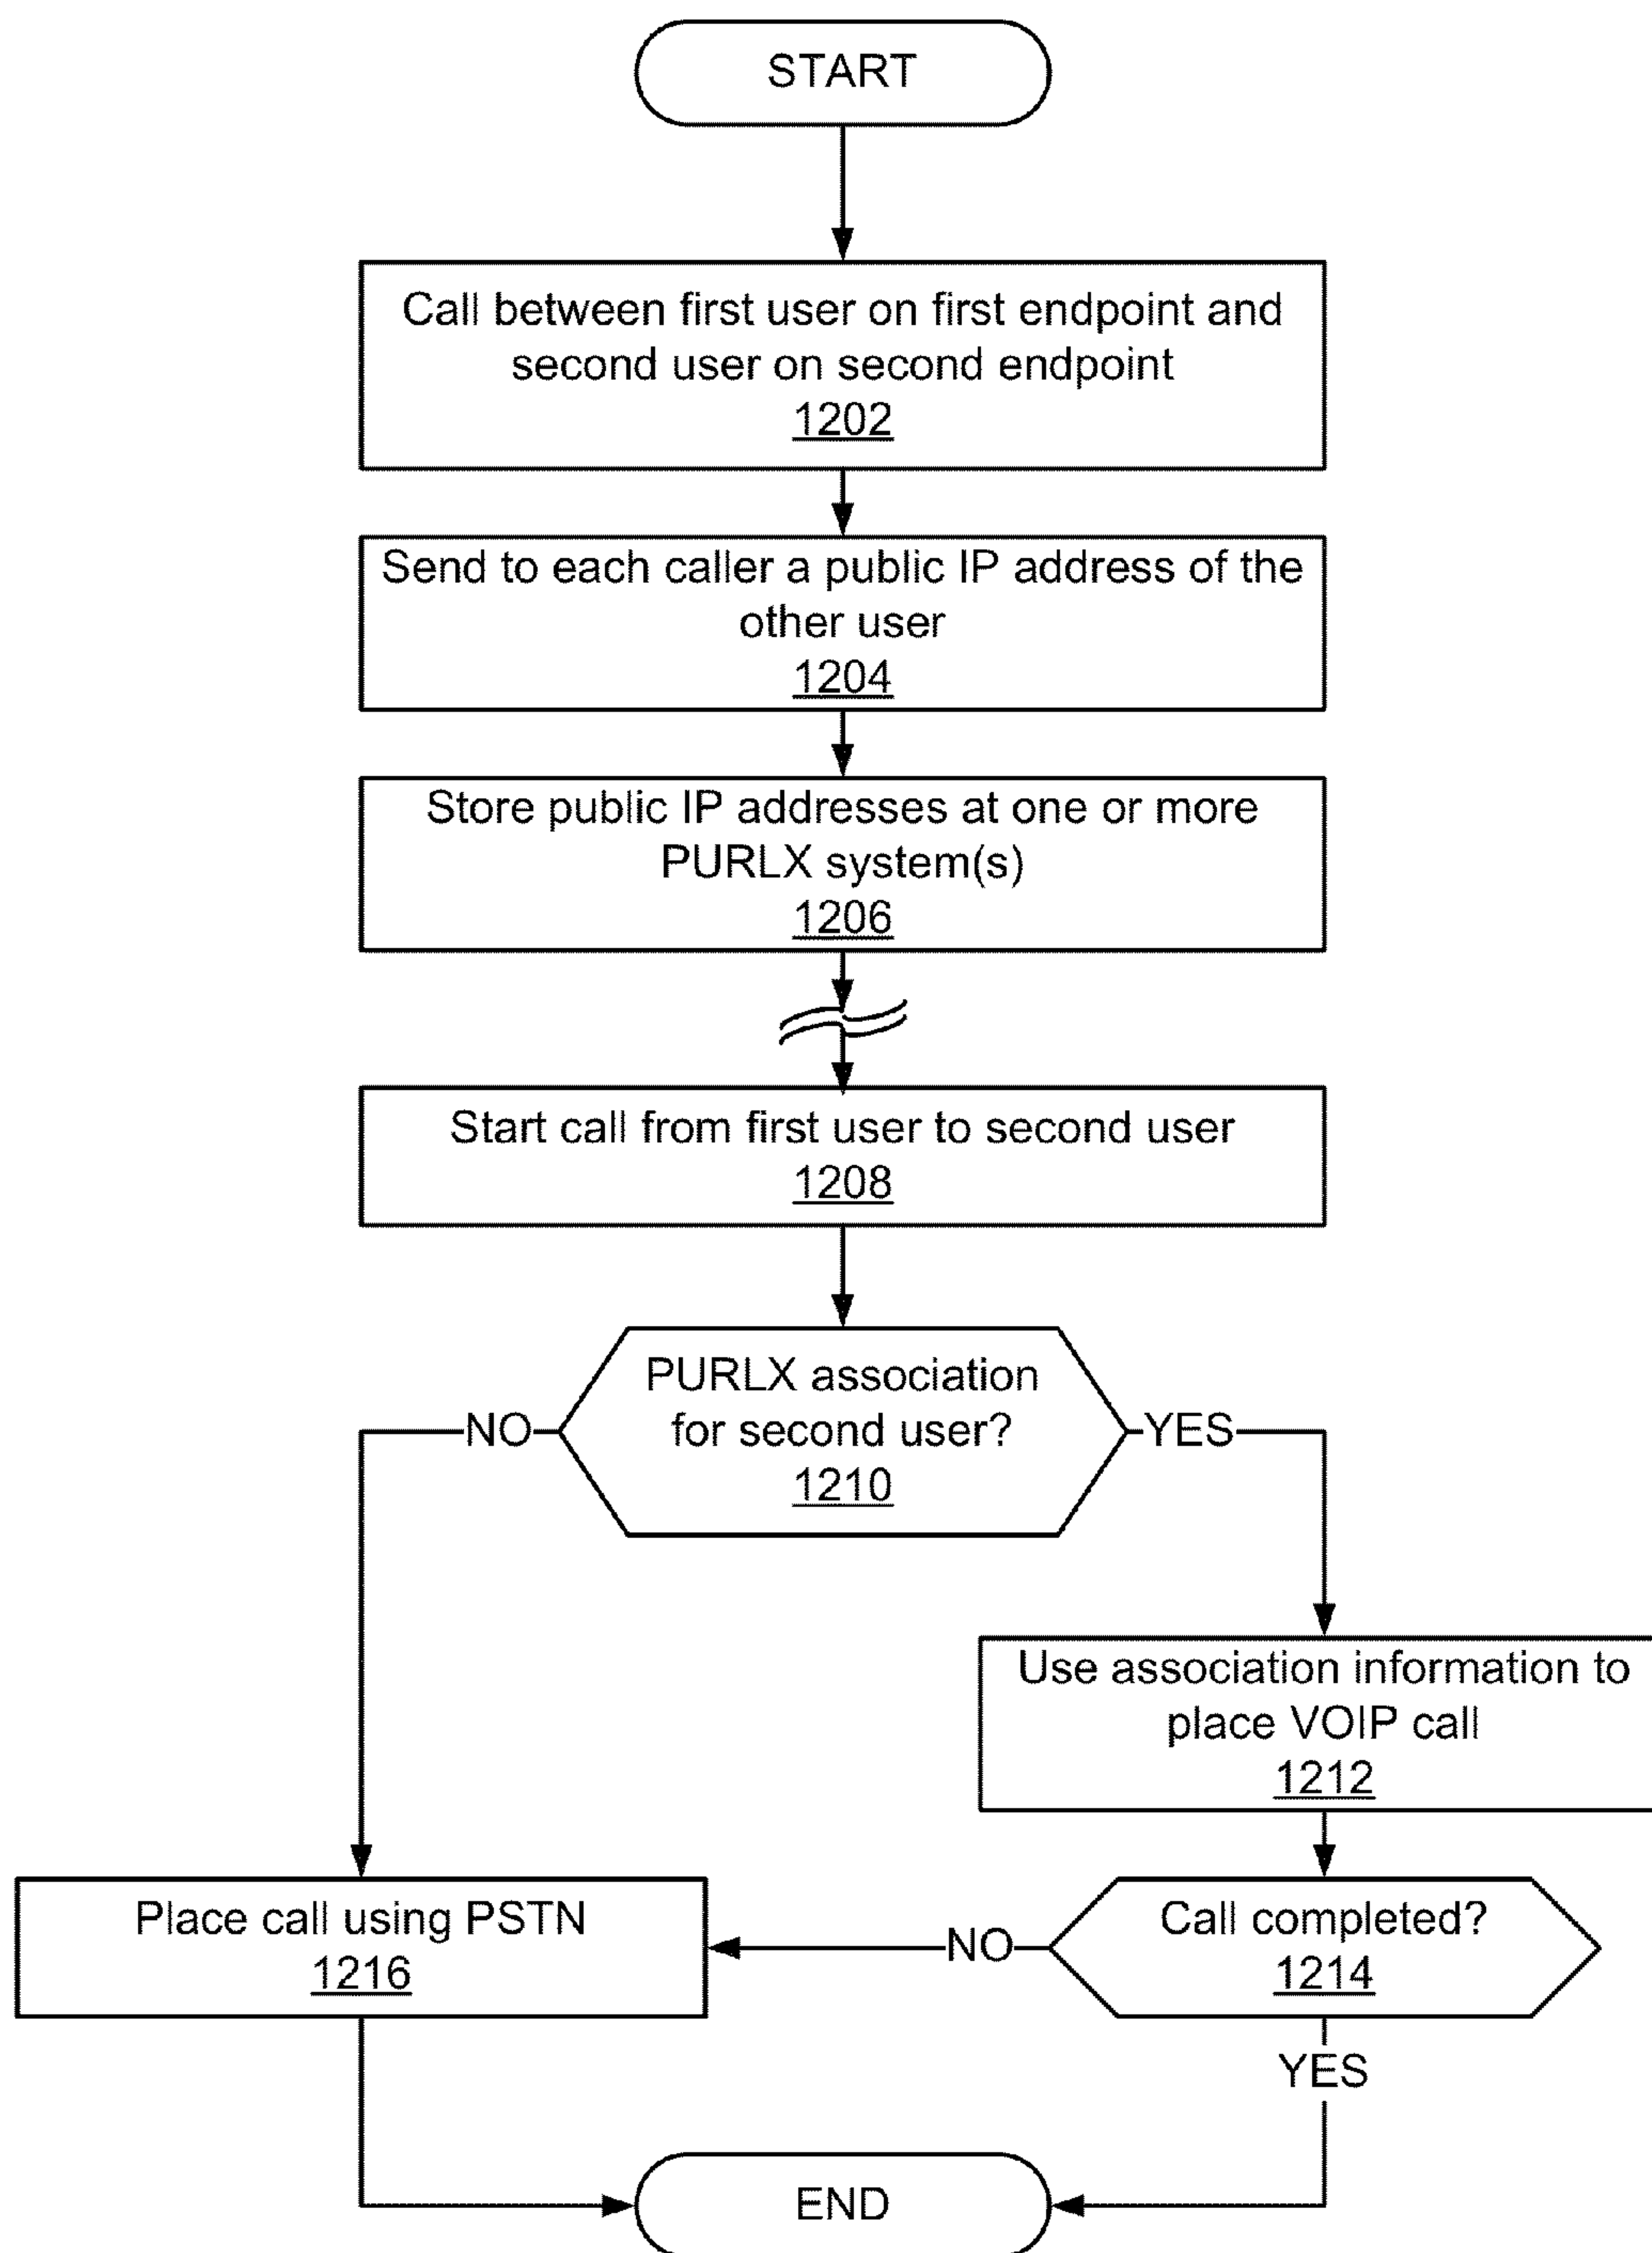 START
Call between first user on first endpoint and
second user on second endpoint
1202
Send to each caller a public IP address of the
other user
1204
Store public IP addresses at one or more
PURLX system(s)
1206
Start call from first user to second user
1208
PURLX association
for second user?
1210
NO
YES
Use association information to
place VOIP call
1212
Place call using PSTN
1216
NO
Call completed?
1214
YES
END